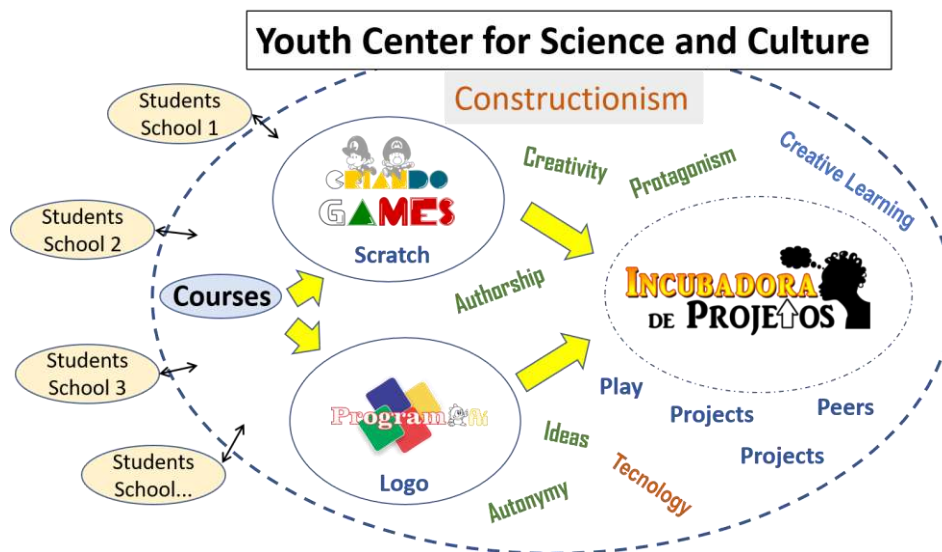 Youth Center for Science and Culture
Constructionism
Students
School 1
Students
School 2
Students
School 3
Students
School...
Courses
CRIANDO
GAMES
Scratch
Program
Logo
Creativity
Protagonism
Creative Learning
Authorship
INCUBADORA
DE PROJETOS
Play
Projects
Peers
Projects
Ideas
Tecnology
Autonymy